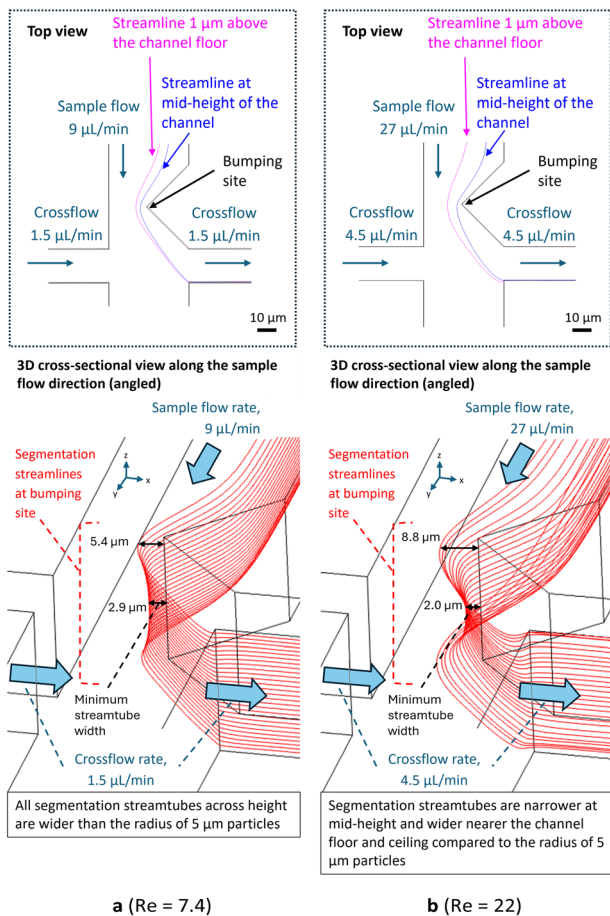 Top view
Streamline 1 µm above
the channel floor
Streamline at
mid-height of the
channel
Sample flow
9 µL/min
Bumping
site
Crossflow
1.5 µL/min
Crossflow
1.5 µL/min
10 µm
3D cross-sectional view along the sample
flow direction (angled)
Sample flow rate,
9 µL/min
Segmentation
streamlines
at bumping
site
z
x
y
5.4 µm
2.9 µm
Minimum
streamtube
width
Crossflow rate,
1.5 µL/min
All segmentation streamtubes across height
are wider than the radius of 5 µm particles
a (Re = 7.4)
Top view
Streamline 1 µm above
the channel floor
Streamline at
mid-height of the
channel
Sample flow
27 µL/min
Bumping
site
Crossflow
4.5 µL/min
Crossflow
4.5 µL/min
10 µm
3D cross-sectional view along the sample
flow direction (angled)
Sample flow rate,
27 µL/min
Segmentation
streamlines
at bumping
site
z
x
y
8.8 µm
2.0 µm
Minimum
streamtube
width
Crossflow rate,
4.5 µL/min
Segmentation streamtubes are narrower at
mid-height and wider nearer the channel
floor and ceiling compared to the radius of 5
µm particles
b (Re = 22)